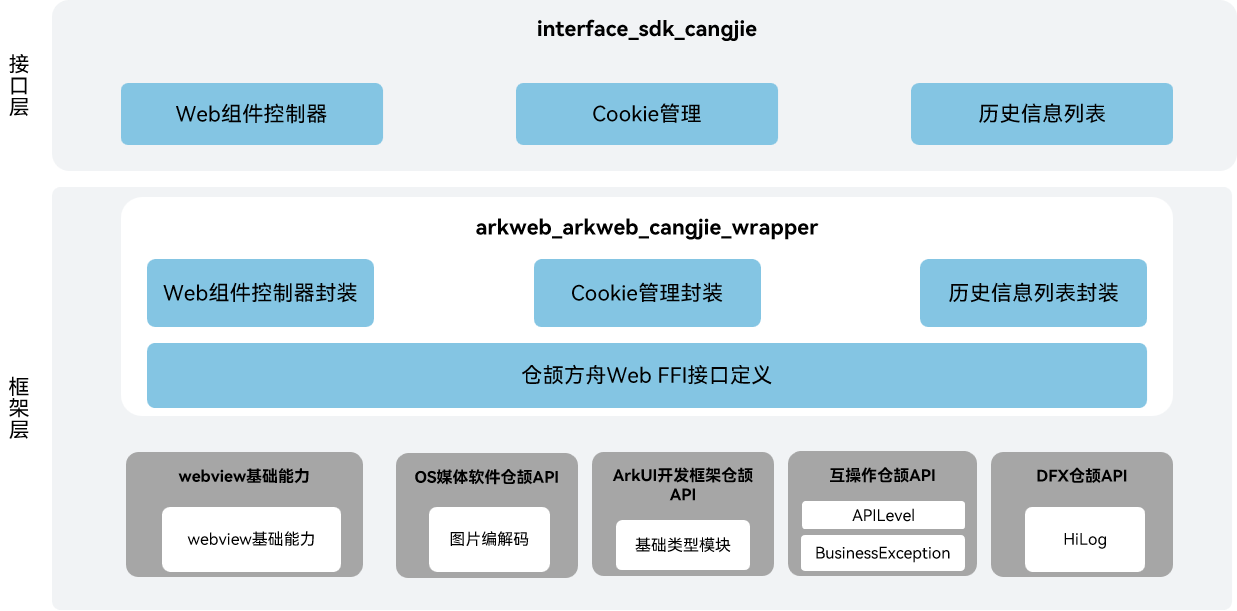 接口层
interface_sdk_cangjie
Web组件控制器
Cookie管理
历史信息列表
框架层
arkweb_arkweb_cangjie_wrapper
Web组件控制器封装
Cookie管理封装
历史信息列表封装
仓颉方舟Web FFI接口定义
webview基础能力
webview基础能力
OS媒体软件仓颉API
图片编解码
ArkUI开发框架仓颉
API
基础类型模块
互操作仓颉API
APILevel
BusinessException
DFX仓颉API
HiLog